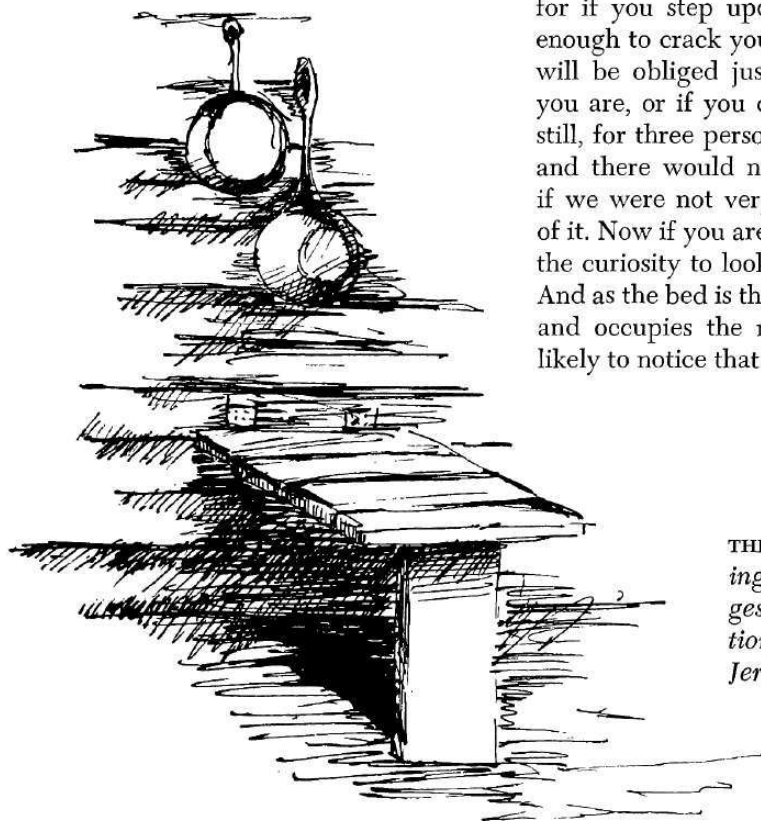 for if you step upo
enough to crack you
will be obliged jus
you are, or if you c
still, for three perso
and there would n
if we were not ver
of it. Now if you are
the curiosity to look
And as the bed is th
and occupies the r
likely to notice that
THE
ing
ges
tion
Jer